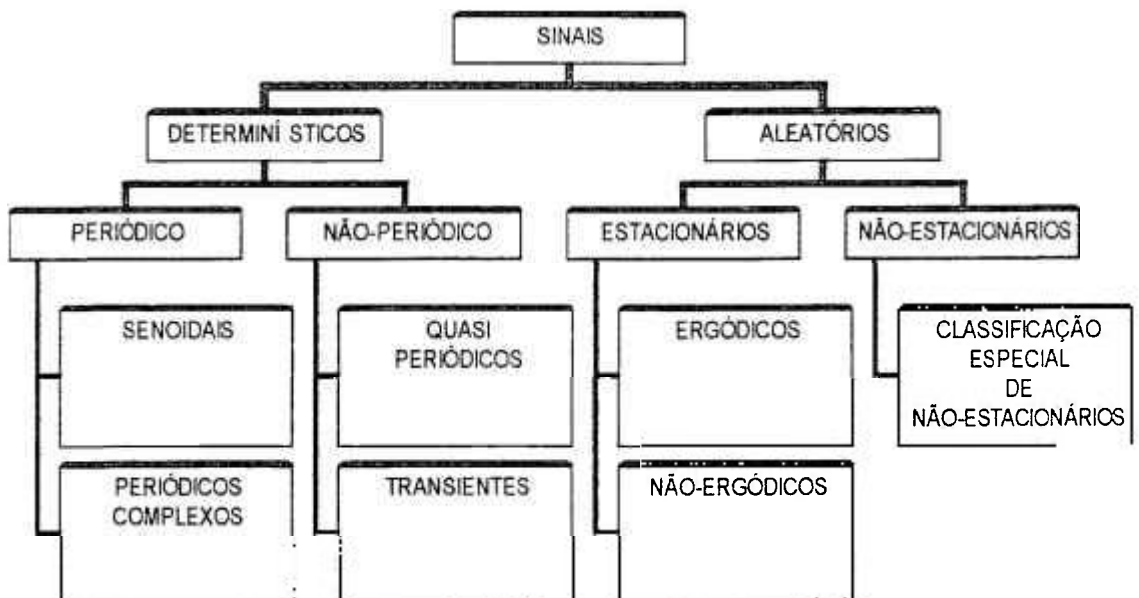 SINAIS
DETERMINÍ STICOS
ALEATÓRIOS
PERIÓDICO
NÃO-PERIÓDICO
ESTACIONÁRIOS
NÃO-ESTACIONÁRIOS
SENOIDAIS
QUASI
PERIÓDICOS
ERGÓDICOS
CLASSIFICAÇÃO
ESPECIAL
DE
NÃO-ESTACIONÁRIOS
PERIÓDICOS
COMPLEXOS
TRANSIENTES
NÃO-ERGÓDICOS